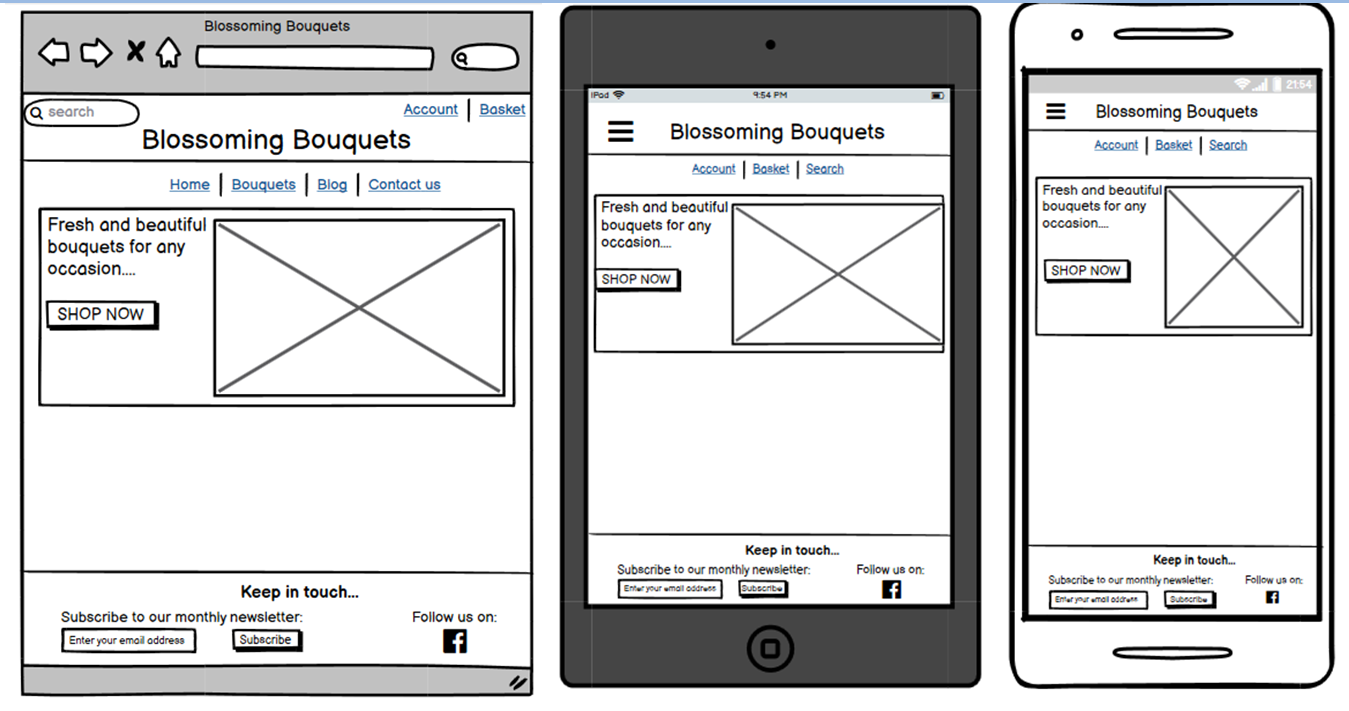 Blossoming Bouquets
search
Account | Basket
Blossoming Bouquets
Home | Bouquets | Blog | Contact us
Fresh and beautiful
bouquets for any
occasion....
SHOP NOW
Keep in touch...
Subscribe to our monthly newsletter:
Follow us on:
Enter your email address
Subscribe
f
iPad
9:54 PM
Blossoming Bouquets
Account | Basket | Search
Fresh and beautiful
bouquets for any
occasion....
SHOP NOW
Keep in touch...
Subscribe to our monthly newsletter:
Follow us on:
Enter your email address
Subscribe
f
21:54
Blossoming Bouquets
Account | Basket | Search
Fresh and beautiful
bouquets for any
occasion....
SHOP NOW
Keep in touch...
Subscribe to our monthly newsletter:
Follow us on:
Enter your email address
Subscribe
f